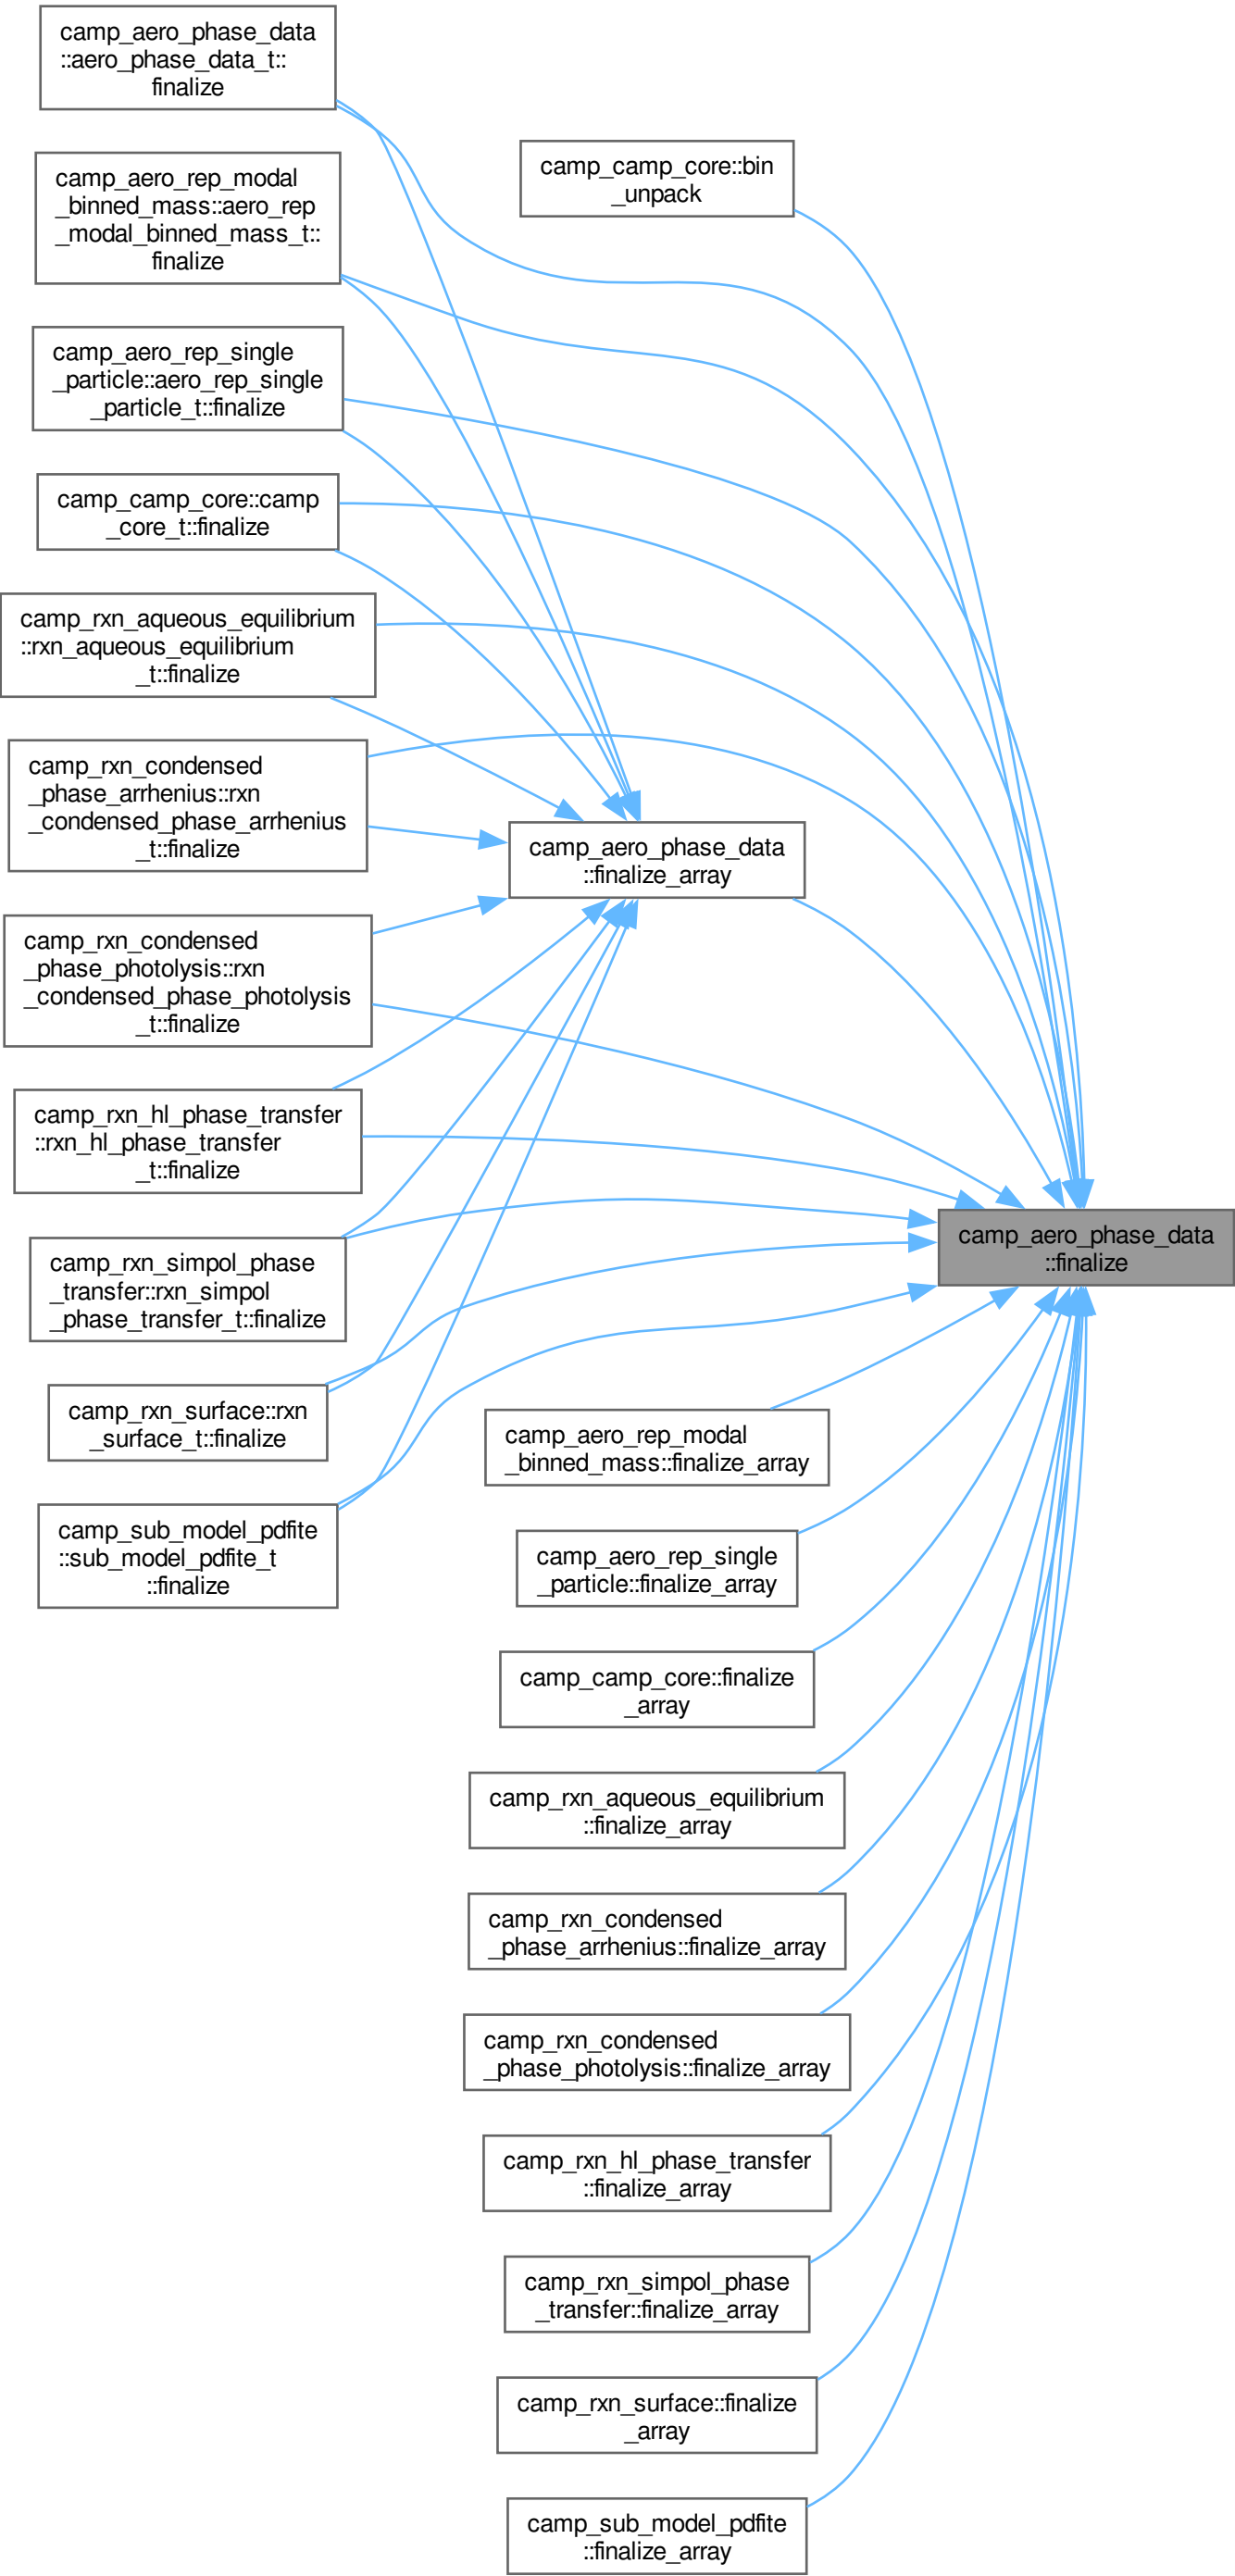 camp_aero_phase_data
::aero_phase_data_t::
finalize
camp_aero_rep_modal
_binned_mass::aero_rep
_modal_binned_mass_t::
finalize
camp_aero_rep_single
_particle::aero_rep_single
_particle_t::finalize
camp_camp_core::camp
_core_t::finalize
camp_rxn_aqueous_equilibrium
::rxn_aqueous_equilibrium
_t::finalize
camp_rxn_condensed
_phase_arrhenius::rxn
_condensed_phase_arrhenius
_t::finalize
camp_rxn_condensed
_phase_photolysis::rxn
_condensed_phase_photolysis
_t::finalize
camp_rxn_hl_phase_transfer
::rxn_hl_phase_transfer
_t::finalize
camp_rxn_simpol_phase
_transfer::rxn_simpol
_phase_transfer_t::finalize
camp_rxn_surface::rxn
_surface_t::finalize
camp_sub_model_pdfite
::sub_model_pdfite_t
::finalize
camp_camp_core::bin
_unpack
camp_aero_phase_data
::finalize_array
camp_aero_rep_modal
_binned_mass::finalize_array
camp_aero_rep_single
_particle::finalize_array
camp_camp_core::finalize
_array
camp_rxn_aqueous_equilibrium
::finalize_array
camp_rxn_condensed
_phase_arrhenius::finalize_array
camp_rxn_condensed
_phase_photolysis::finalize_array
camp_rxn_hl_phase_transfer
::finalize_array
camp_rxn_simpol_phase
_transfer::finalize_array
camp_rxn_surface::finalize
_array
camp_sub_model_pdfite
::finalize_array
camp_aero_phase_data
::finalize